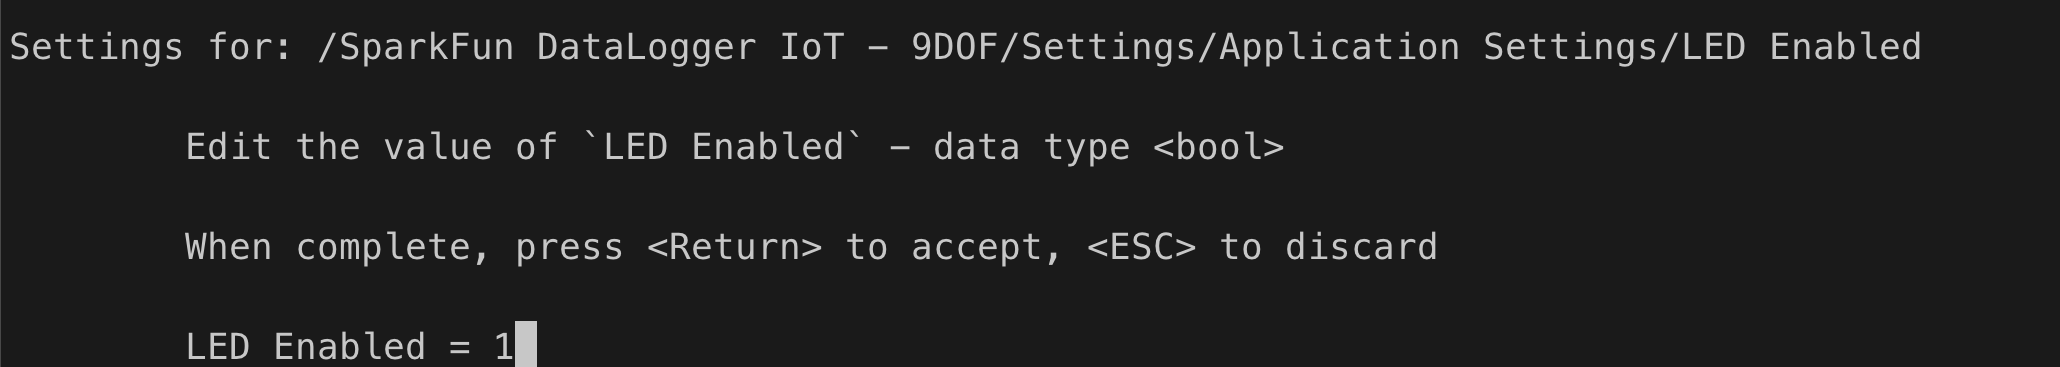 Settings for: /SparkFun DataLogger IoT – 9DOF/Settings/Application Settings/LED Enabled
Edit the value of `LED Enabled` – data type <bool>
When complete, press <Return> to accept, <ESC> to discard
LED Enabled = 1